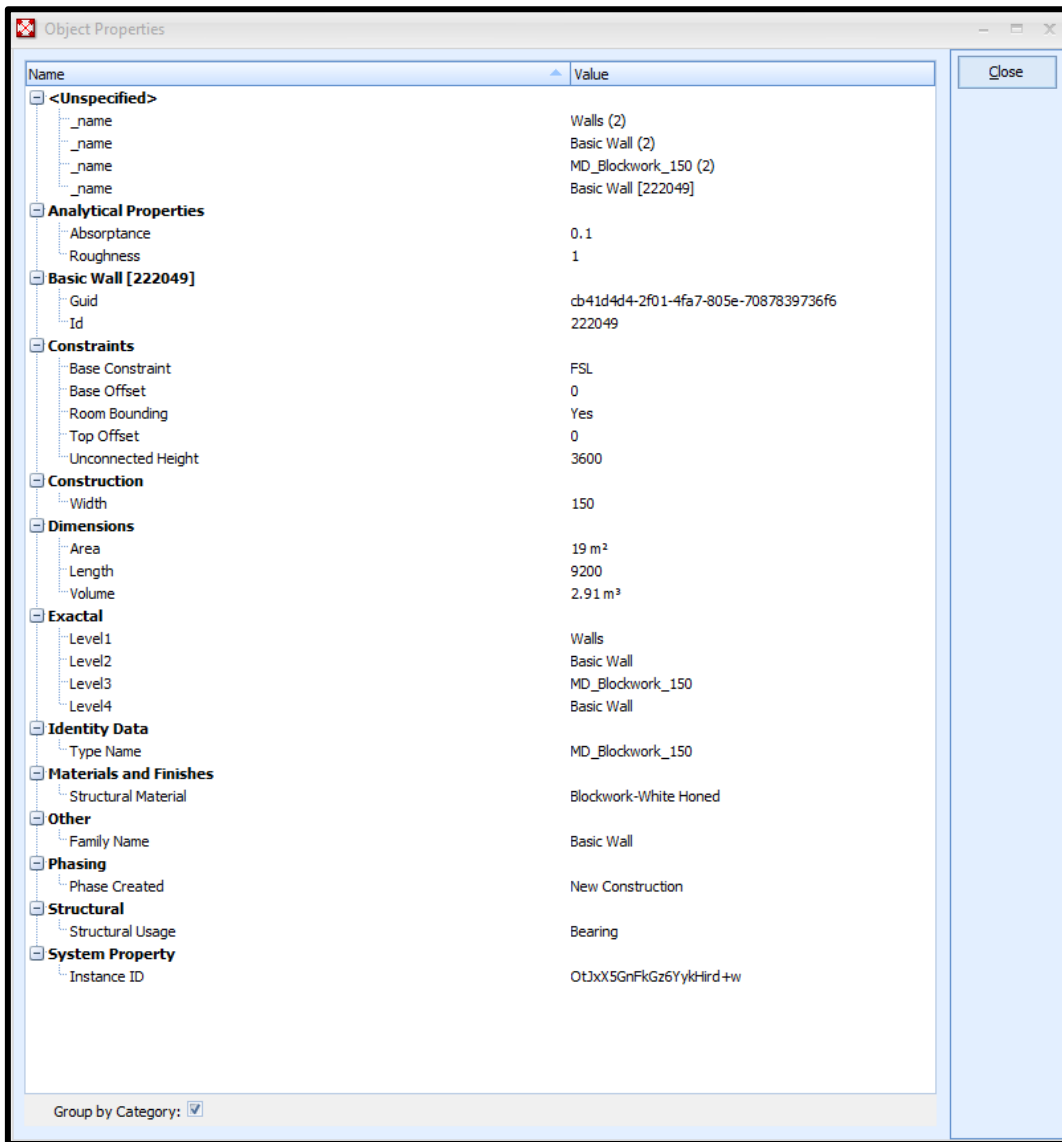 Object Properties
Name Value
Close
<Unspecified>
_name Walls (2)
_name Basic Wall (2)
_name MD_Blockwork_150 (2)
_name Basic Wall [222049]
Analytical Properties
Absorptance 0.1
Roughness 1
Basic Wall [222049]
Guid cb41d4d4-2f01-4fa7-805e-7087839736f6
Id 222049
Constraints
Base Constraint FSL
Base Offset 0
Room Bounding Yes
Top Offset 0
Unconnected Height 3600
Construction
Width 150
Dimensions
Area 19 m²
Length 9200
Volume 2.91 m³
Exactal
Level1 Walls
Level2 Basic Wall
Level3 MD_Blockwork_150
Level4 Basic Wall
Identity Data
Type Name MD_Blockwork_150
Materials and Finishes
Structural Material Blockwork-White Honed
Other
Family Name Basic Wall
Phasing
Phase Created New Construction
Structural
Structural Usage Bearing
System Property
Instance ID OtJxX5GnFkGz6YykHird+w
Group by Category: